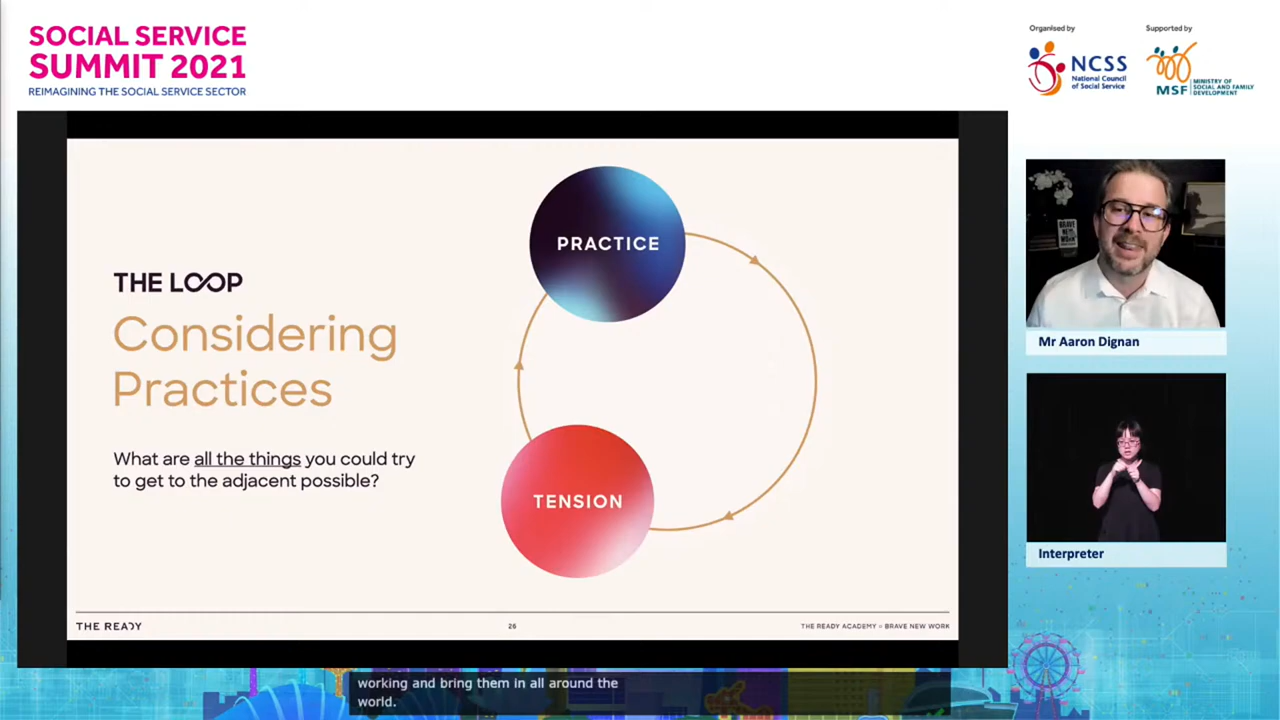 SOCIAL SERVICE
SUMMIT 2021
REIMAGINING THE SOCIAL SERVICE SECTOR
Organised by
NCSS
National Council
of Social Service
Supported by
MSF
MINISTRY OF
SOCIAL AND FAMILY
DEVELOPMENT
THE LOOP
Considering
Practices
What are all the things you could try
to get to the adjacent possible?
PRACTICE
TENSION
THE READY
26
THE READY ACADEMY – BRAVE NEW WORK
BRAVE
NEW
WORK
Mr Aaron Dignan
Interpreter
working and bring them in all around the
world.